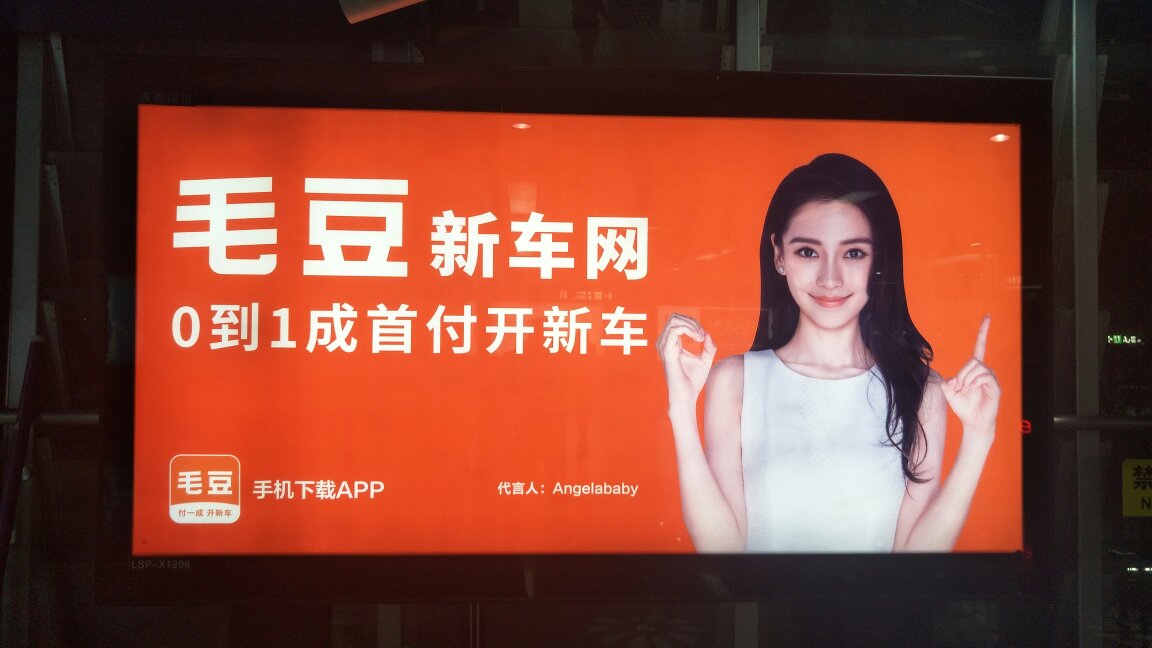 毛豆 新车网
0到1成首付开新车
毛豆
付一成 开新车
手机下载APP
代言人：Angelababy
LSP-X1208